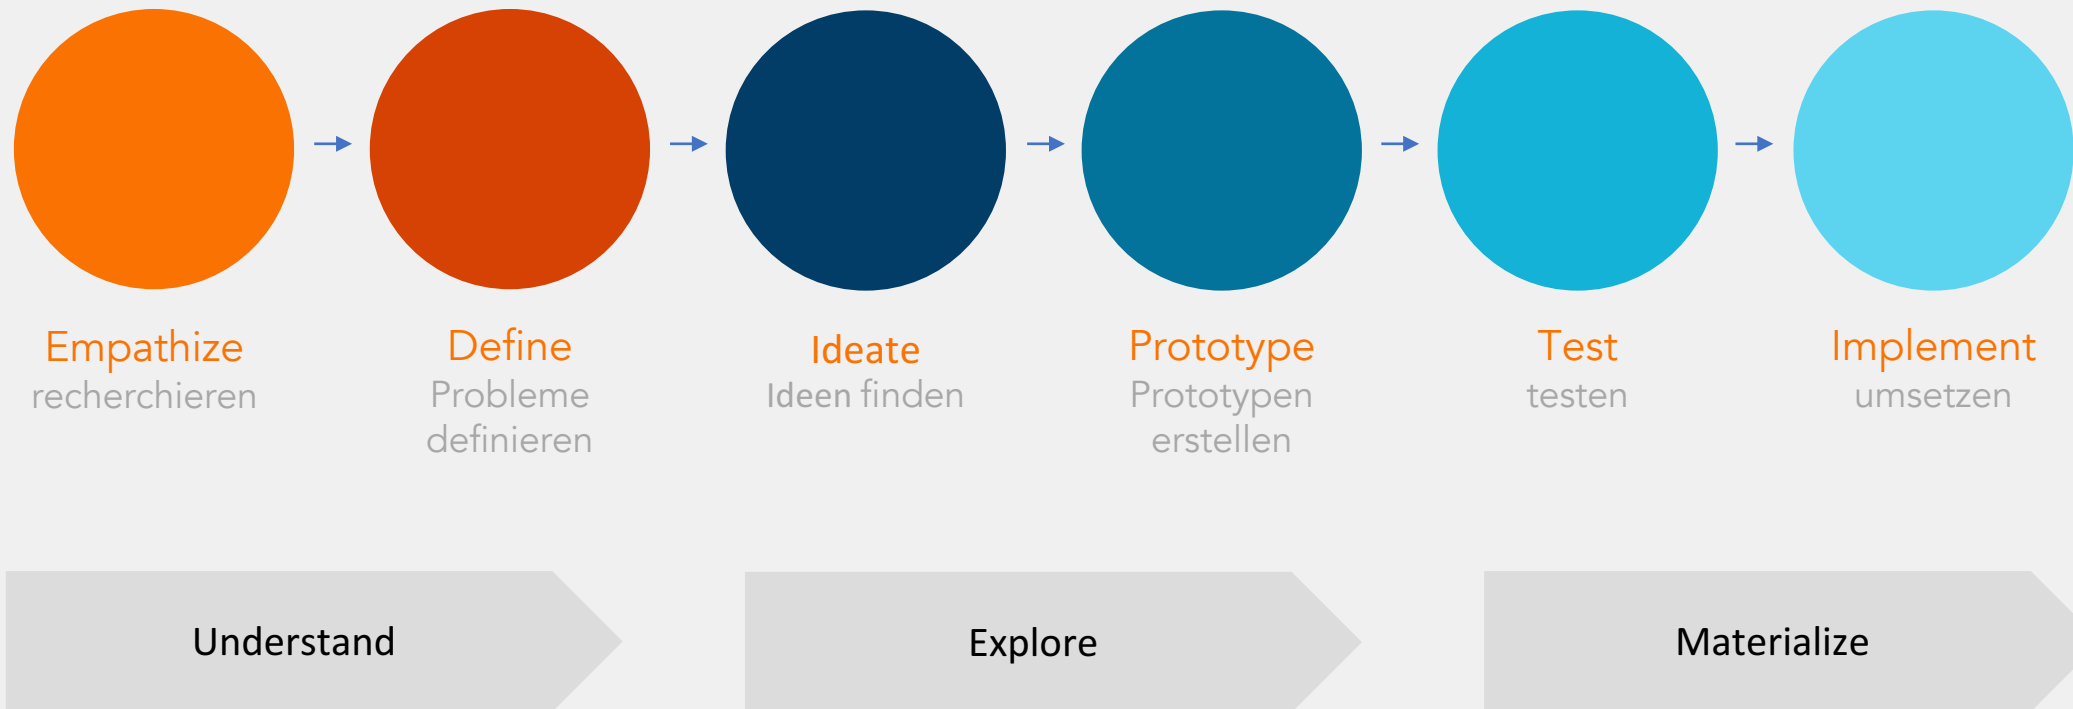 Empathize
recherchieren
Define
Probleme
definieren
Ideate
Ideen finden
Prototype
Prototypen
erstellen
Test
testen
Implement
umsetzen
Understand
Explore
Materialize